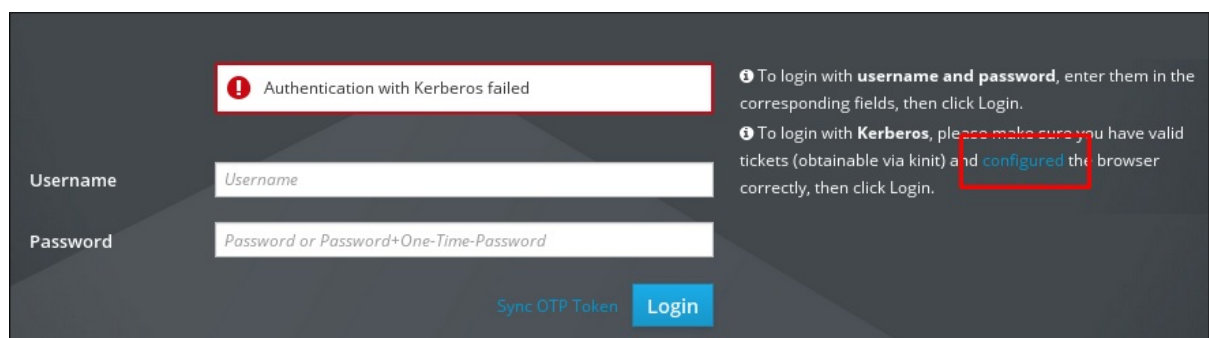 Authentication with Kerberos failed
To login with username and password, enter them in the
corresponding fields, then click Login.
To login with Kerberos, please make sure you have valid
tickets (obtainable via kinit) and configured the browser
correctly, then click Login.
Username
Username
Password
Password or Password+One-Time-Password
Sync OTP Token
Login